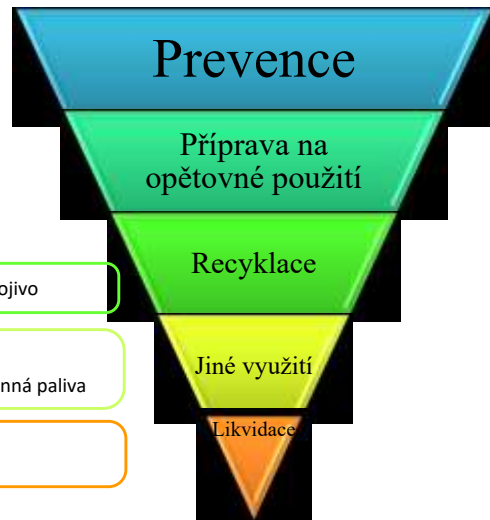 Prevence
Příprava na
opětovné použití
Recyklace
ojivo
Jiné využití
nná paliva
Likvidace